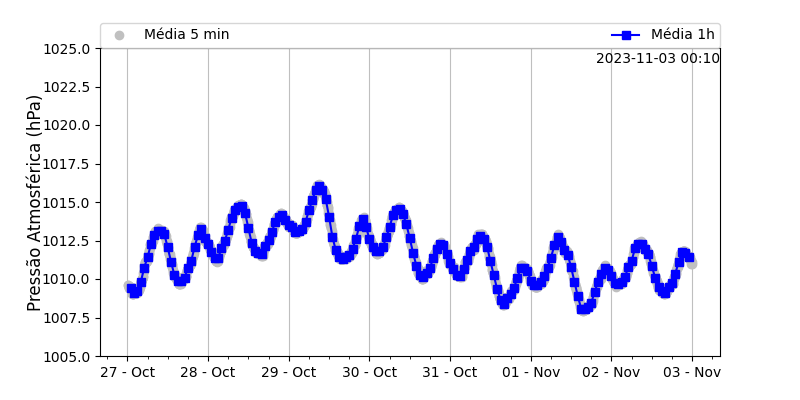 Média 5 min
Média 1h
2023-11-03 00:10
Pressão Atmosférica (hPa)
1025.0
1022.5
1020.0
1017.5
1015.0
1012.5
1010.0
1007.5
1005.0
27 - Oct
28 - Oct
29 - Oct
30 - Oct
31 - Oct
01 - Nov
02 - Nov
03 - Nov